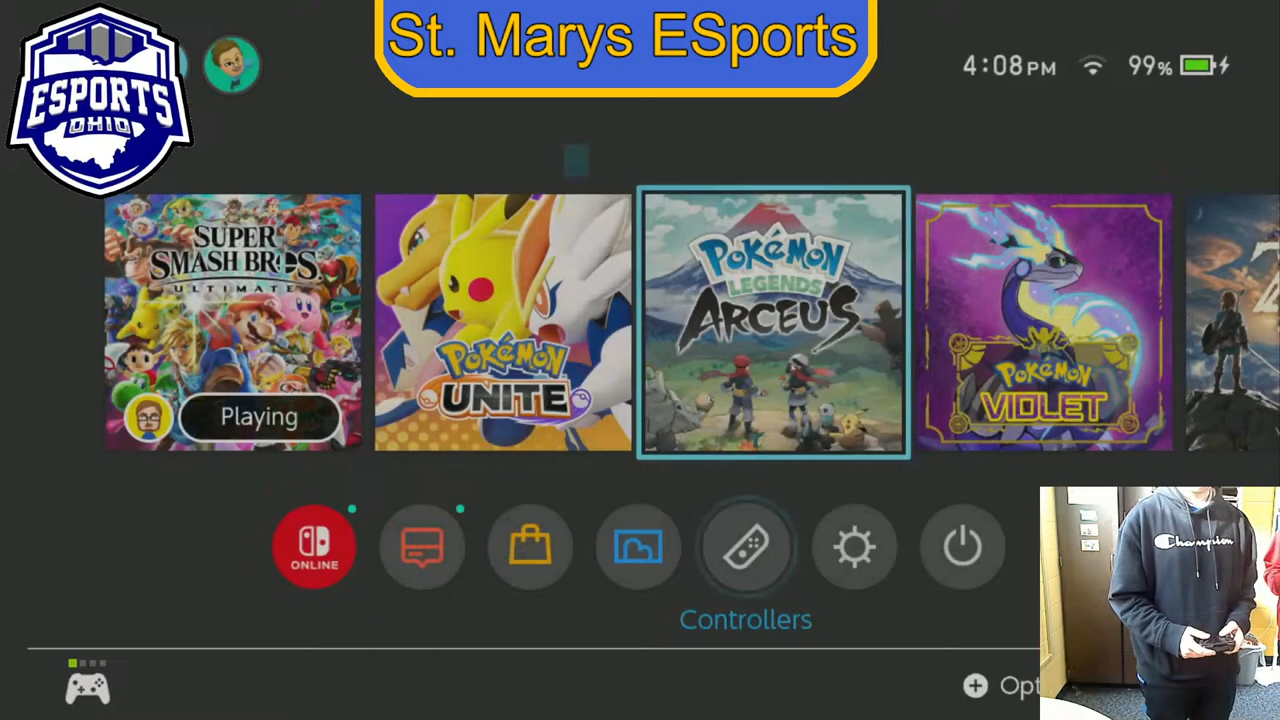 St. Marys ESports
ESPORTS
OHIO
4:08 PM
99%
SUPER
SMASH BROS.
ULTIMATE
Playing
POKéMON
UNITE
POKéMON
LEGENDS
ARCEUS
POKéMON
VIOLET
Z
ONLINE
Controllers
Opt
Champion